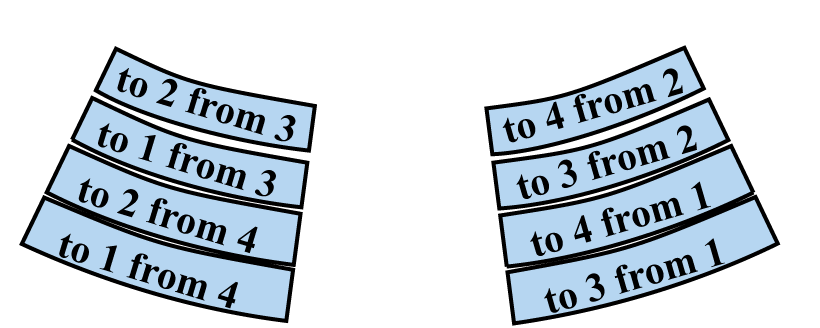 to 2 from 3
to 1 from 3
to 2 from 4
to 1 from 4
to 4 from 2
to 3 from 2
to 4 from 1
to 3 from 1